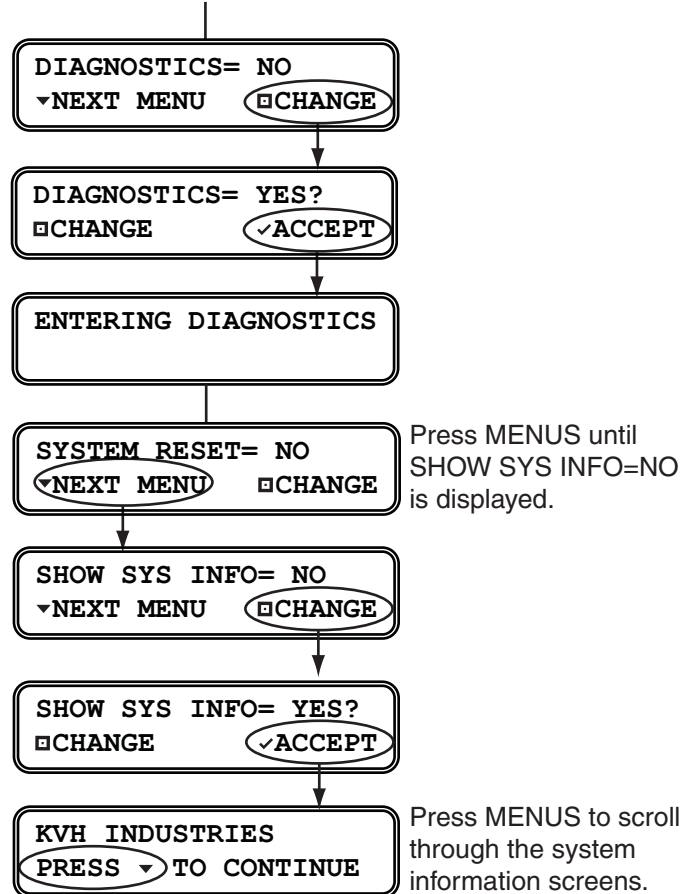 DIAGNOSTICS= NO
▾NEXT MENU ⊡CHANGE
DIAGNOSTICS= YES?
⊡CHANGE ✓ACCEPT
ENTERING DIAGNOSTICS
SYSTEM RESET= NO
▾NEXT MENU ⊡CHANGE
Press MENUS until
SHOW SYS INFO=NO
is displayed.
SHOW SYS INFO= NO
▾NEXT MENU ⊡CHANGE
SHOW SYS INFO= YES?
⊡CHANGE ✓ACCEPT
KVH INDUSTRIES
PRESS ▾ TO CONTINUE
Press MENUS to scroll
through the system
information screens.